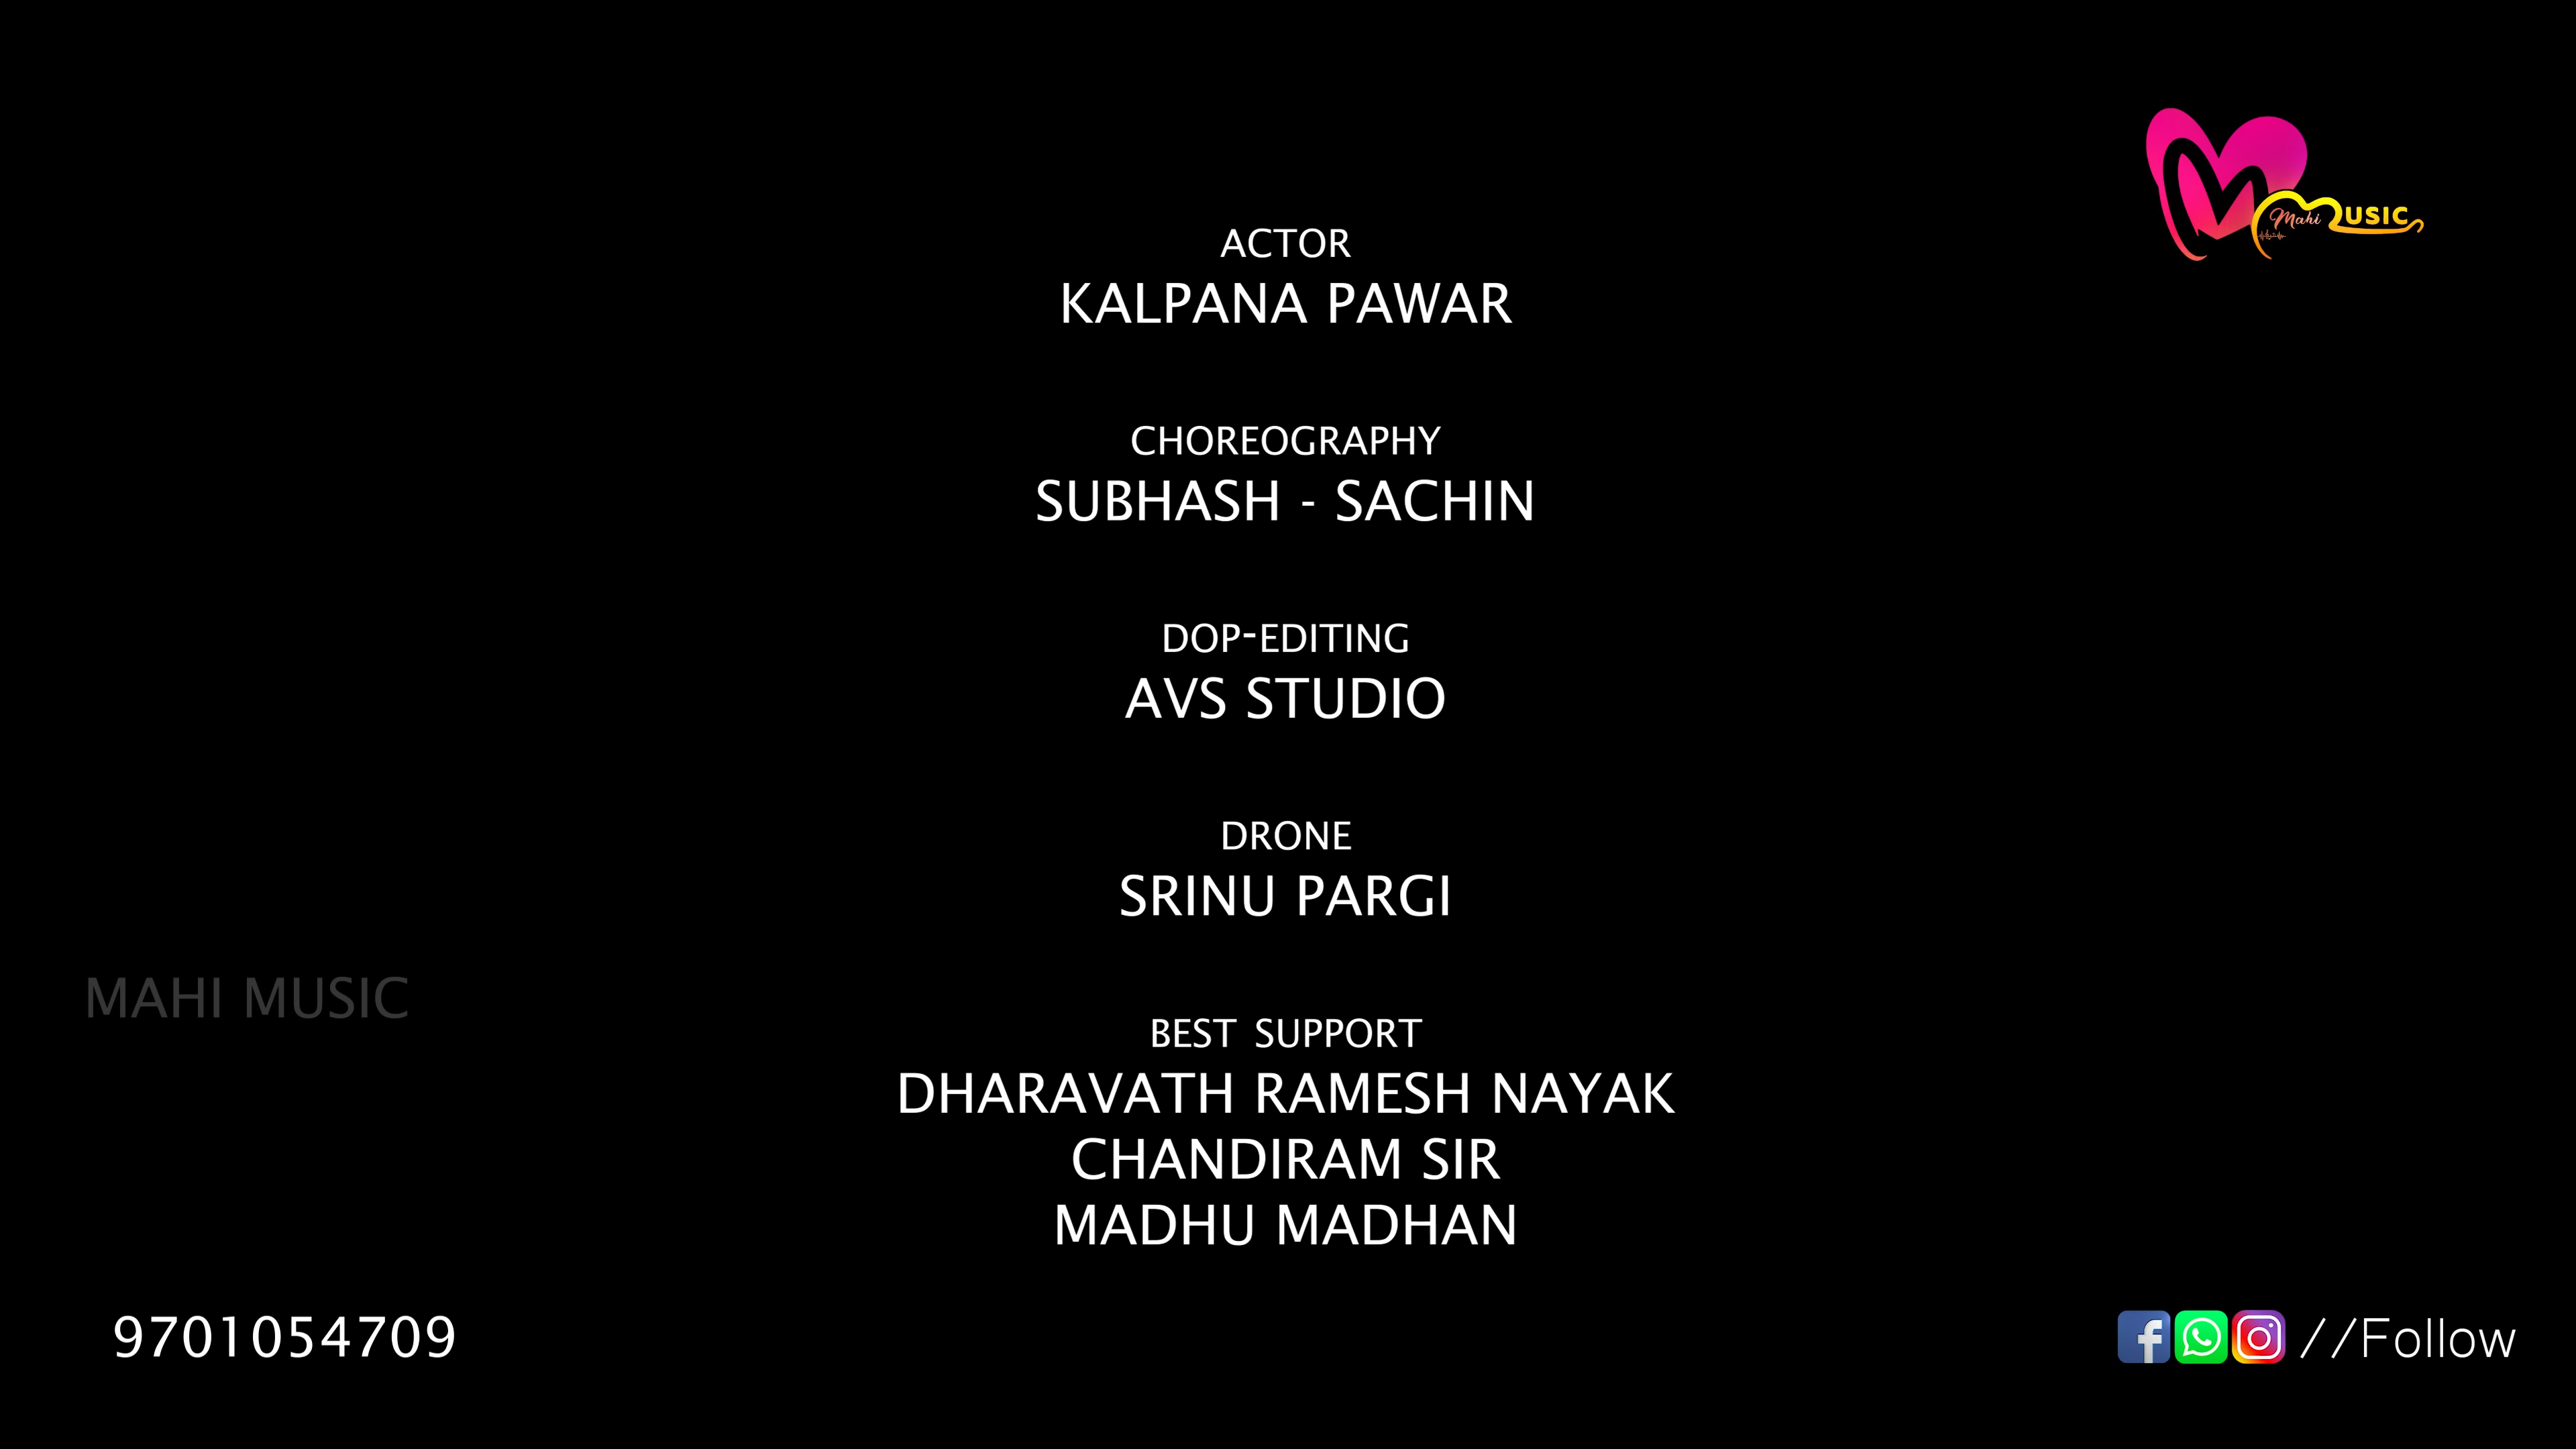 Mahi MUSIC
ACTOR
KALPANA PAWAR
CHOREOGRAPHY
SUBHASH - SACHIN
DOP-EDITING
AVS STUDIO
DRONE
SRINU PARGI
MAHI MUSIC
BEST SUPPORT
DHARAVATH RAMESH NAYAK
CHANDIRAM SIR
MADHU MADHAN
9701054709
//Follow